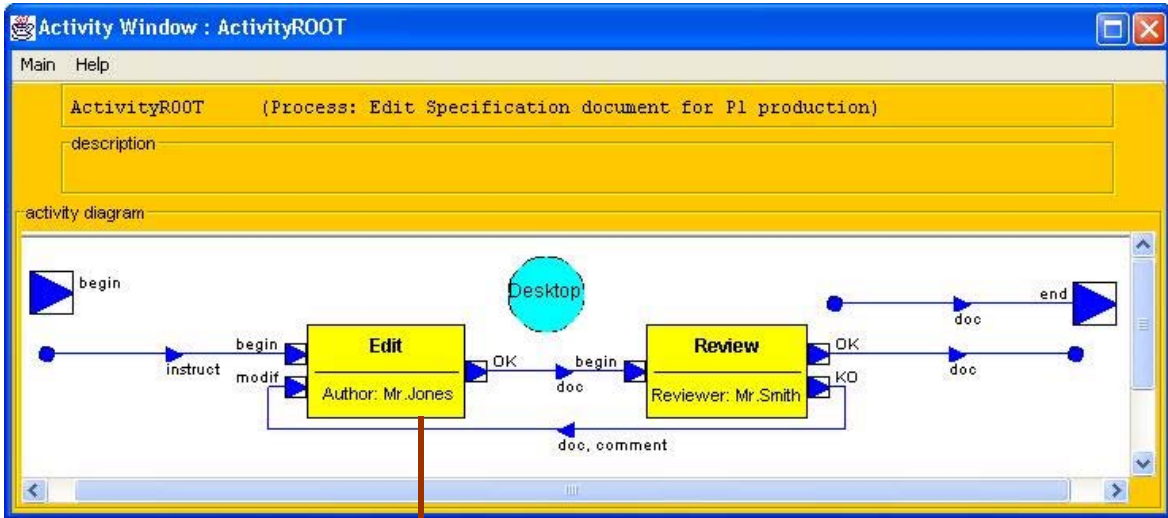 Activity Window : ActivityROOT
Main Help
ActivityROOT (Process: Edit Specification document for P1 production)
description
activity diagram
begin
Desktop
end
doc
begin
Edit
OK
begin
Review
OK
instruct
modif
Author: Mr.Jones
doc
Reviewer: Mr.Smith
KO
doc
doc, comment